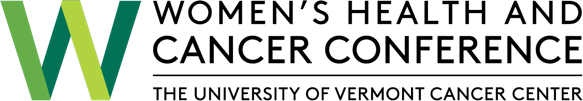 WOMEN'S HEALTH AND
CANCER CONFERENCE
THE UNIVERSITY OF VERMONT CANCER CENTER